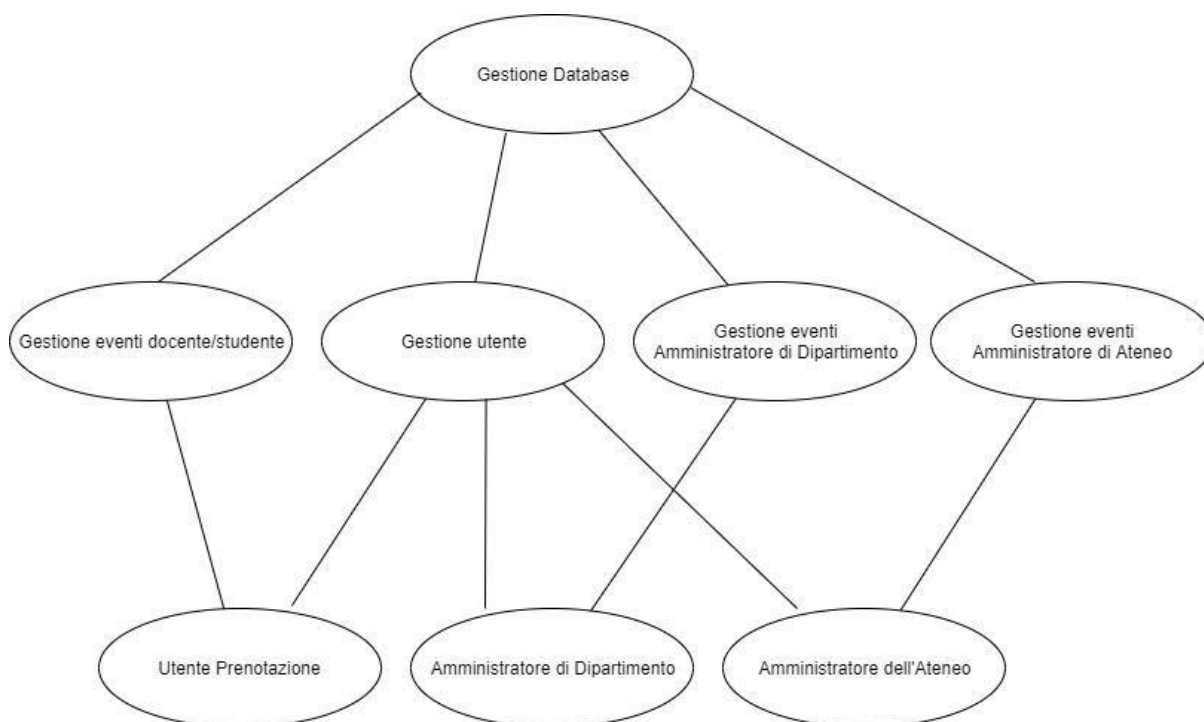 Gestione Database
Gestione eventi docente/studente
Gestione utente
Gestione eventi
Amministratore di Dipartimento
Gestione eventi
Amministratore di Ateneo
Utente Prenotazione
Amministratore di Dipartimento
Amministratore dell'Ateneo